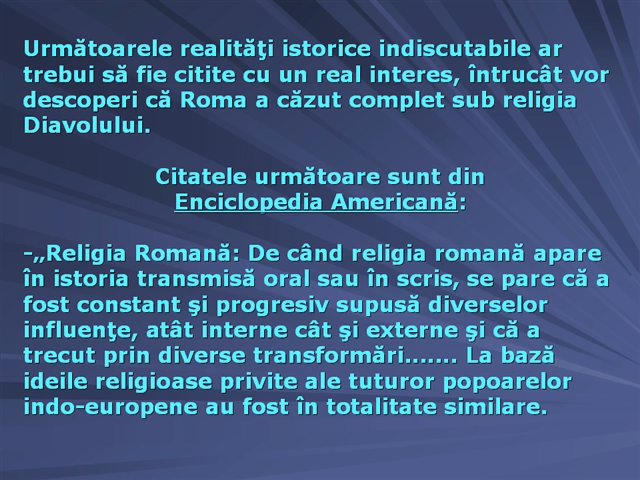 Următoarele realităţi istorice indiscutabile ar
trebui să fie citite cu un real interes, întrucât vor
descoperi că Roma a căzut complet sub religia
Diavolului.
Citatele următoare sunt din
Enciclopedia Americană:
-„Religia Romană: De când religia romană apare
în istoria transmisă oral sau în scris, se pare că a
fost constant şi progresiv supusă diverselor
influenţe, atât interne cât şi externe şi că a
trecut prin diverse transformări....... La bază
ideile religioase privite ale tuturor popoarelor
indo-europene au fost în totalitate similare.